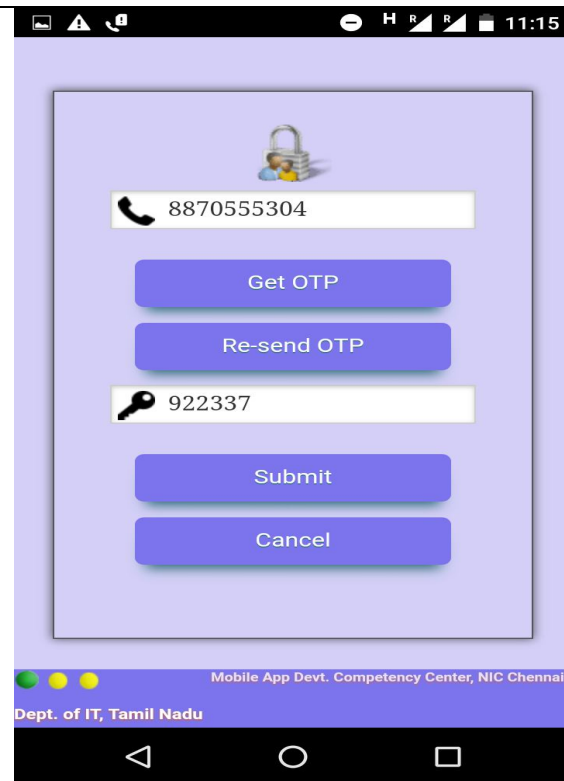 H R R 11:15
8870555304
Get OTP
Re-send OTP
922337
Submit
Cancel
Mobile App Devt. Competency Center, NIC Chennai
Dept. of IT, Tamil Nadu